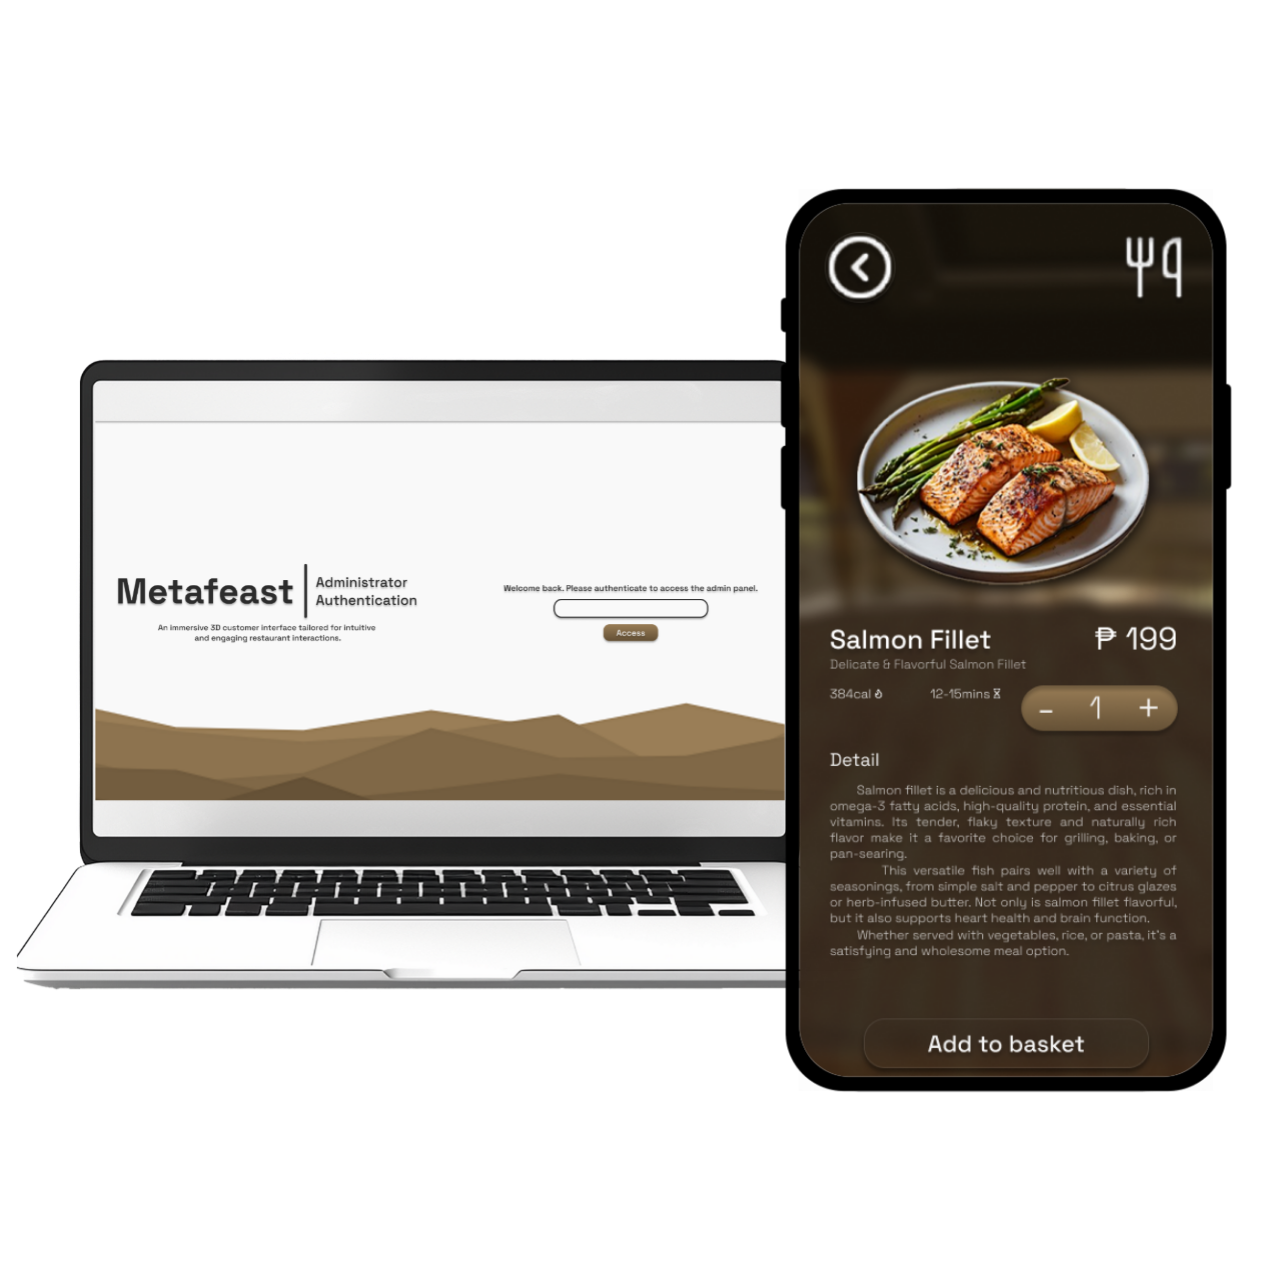 Metafeast
Administrator
Authentication
An immersive 3D customer interface tailored for intuitive
and engaging restaurant interactions.
Welcome back. Please authenticate to access the admin panel.
Access
Salmon Fillet
₱ 199
Delicate & Flavorful Salmon Fillet
384cal
12-15mins
- 1 +
Detail
Salmon fillet is a delicious and nutritious dish, rich in
omega-3 fatty acids, high-quality protein, and essential
vitamins. Its tender, flaky texture and naturally rich
flavor make it a favorite choice for grilling, baking, or
pan-searing.
This versatile fish pairs well with a variety of
seasonings, from simple salt and pepper to citrus glazes
or herb-infused butter. Not only is salmon fillet flavorful,
but it also supports heart health and brain function.
Whether served with vegetables, rice, or pasta, it's a
satisfying and wholesome meal option.
Add to basket